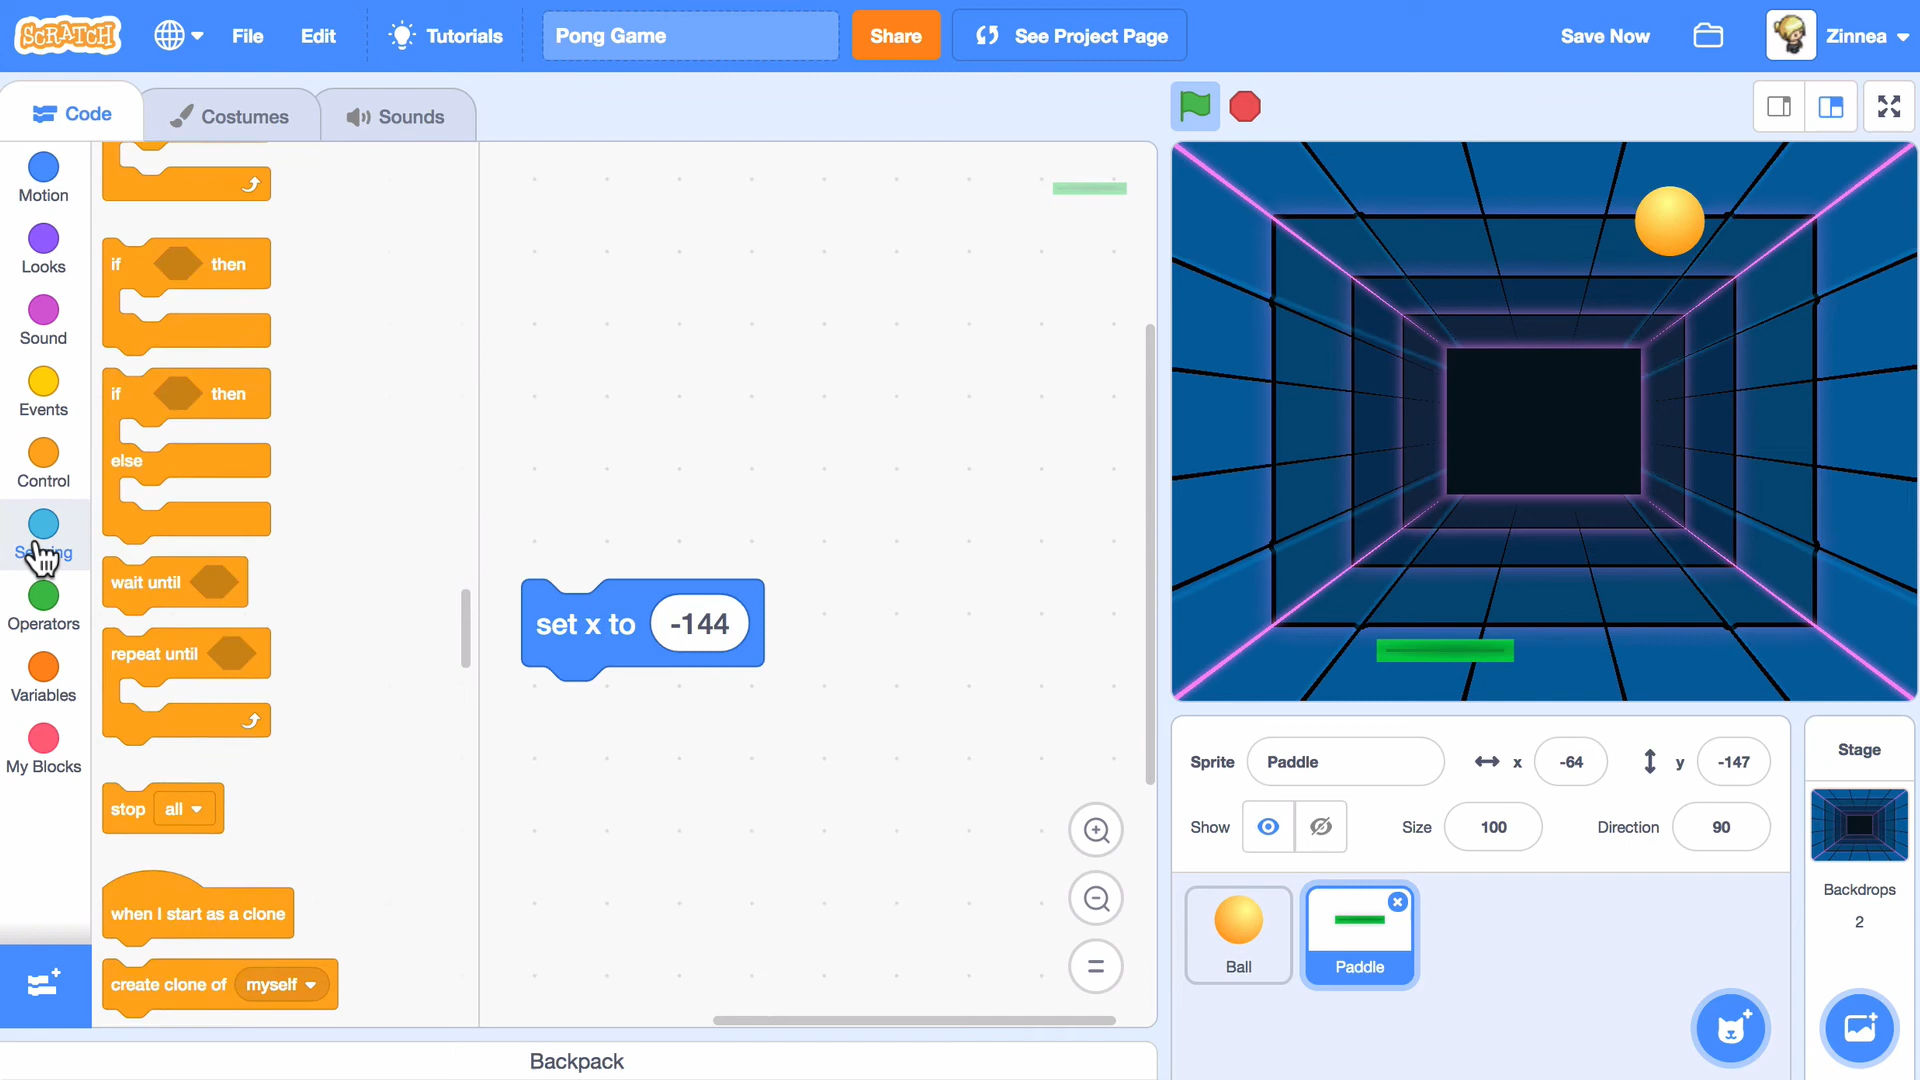 SCRATCH
File
Edit
Tutorials
Pong Game
Share
See Project Page
Save Now
Zinnea
Code
Costumes
Sounds
Motion
Looks
Sound
Events
Control
Operators
Variables
My Blocks
if then
if then
else
wait until
repeat until
stop all
when I start as a clone
create clone of myself
set x to -144
Backpack
Sprite Paddle x -64 y -147
Show Size 100 Direction 90
Ball
Paddle
Stage
Backdrops
2